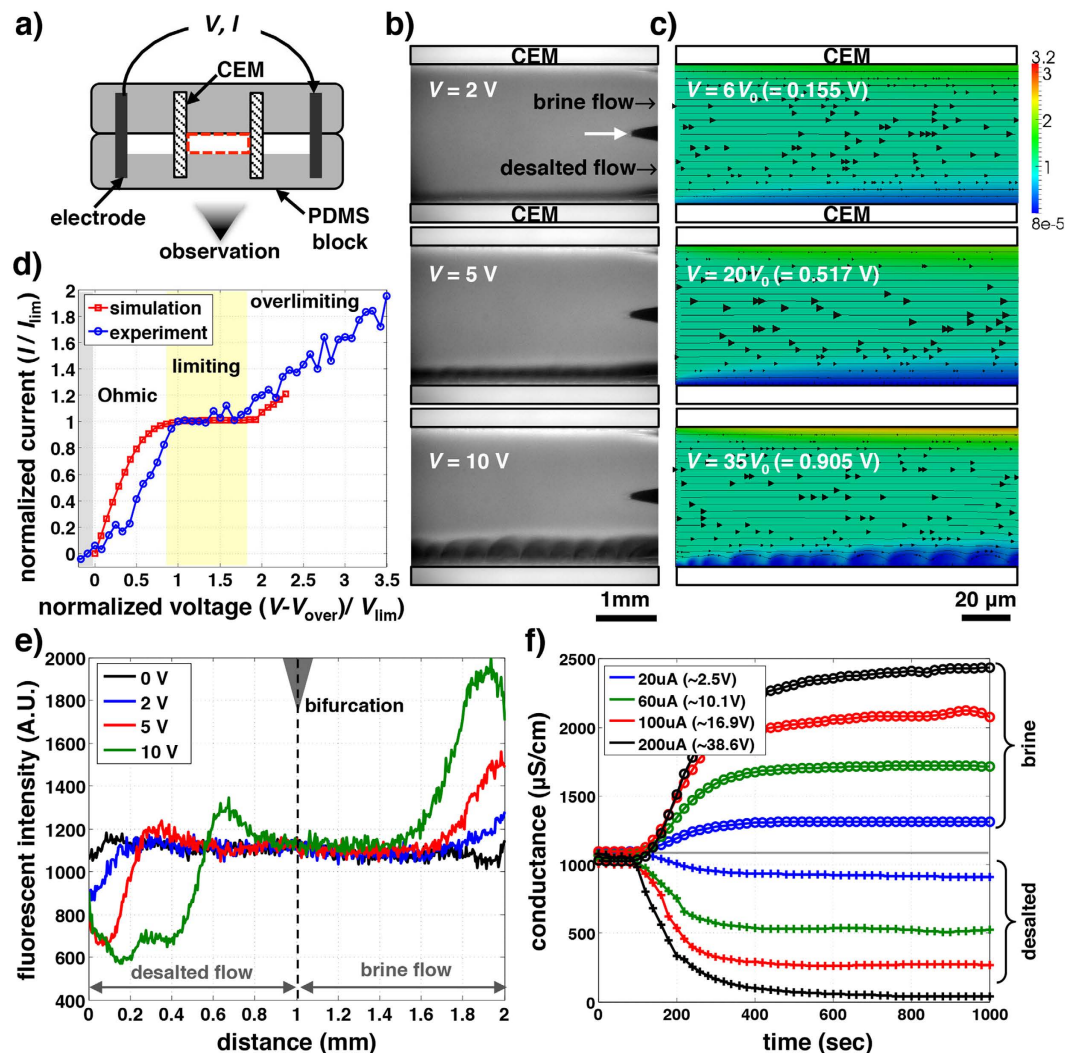 a)
V, I
CEM
electrode
PDMS
block
observation
b)
CEM
V = 2 V
brine flow→
desalted flow→
CEM
V = 5 V
V = 10 V
1mm
c)
CEM
V = 6V₀ (= 0.155 V)
3.2
3
2
1
8e-5
CEM
V = 20V₀ (= 0.517 V)
V = 35V₀ (= 0.905 V)
20 µm
d)
normalized current (I / Iₗᵢₘ)
2
1.8
1.6
1.4
1.2
1
0.8
0.6
0.4
0.2
0
simulation
experiment
overlimiting
limiting
Ohmic
0 0.5 1 1.5 2 2.5 3 3.5
normalized voltage (V-Vover)/ Vlim)
e)
fluorescent intensity (A.U.)
2000
1800
1600
1400
1200
1000
800
600
400
0 V
2 V
5 V
10 V
bifurcation
desalted flow
brine flow
0 0.2 0.4 0.6 0.8 1 1.2 1.4 1.6 1.8 2
distance (mm)
f)
conductance (µS/cm)
2500
2000
1500
1000
500
0
20uA (~2.5V)
60uA (~10.1V)
100uA (~16.9V)
200uA (~38.6V)
brine
desalted
0 200 400 600 800 1000
time (sec)